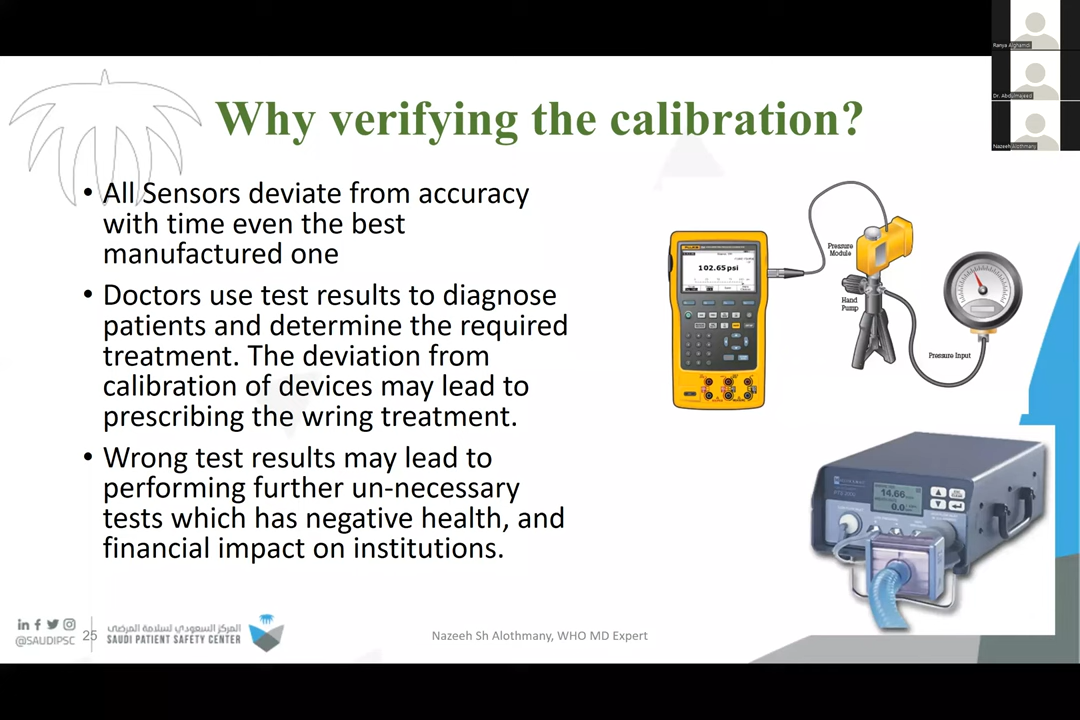 Why verifying the calibration?
• All Sensors deviate from accuracy
with time even the best
manufactured one
• Doctors use test results to diagnose
patients and determine the required
treatment. The deviation from
calibration of devices may lead to
prescribing the wring treatment.
• Wrong test results may lead to
performing further un-necessary
tests which has negative health, and
financial impact on institutions.
102.65 psi
Pressure
Module
Hand
Pump
Pressure Input
14.66
0.0
@SAUDIPSC
25
المركز السعودي لسلامة المرضى
SAUDI PATIENT SAFETY CENTER
Nazeeh Sh Alothmany, WHO MD Expert
Ranya Alghamdi
Dr. Abdulmajeed
Nazeeh Alothmany